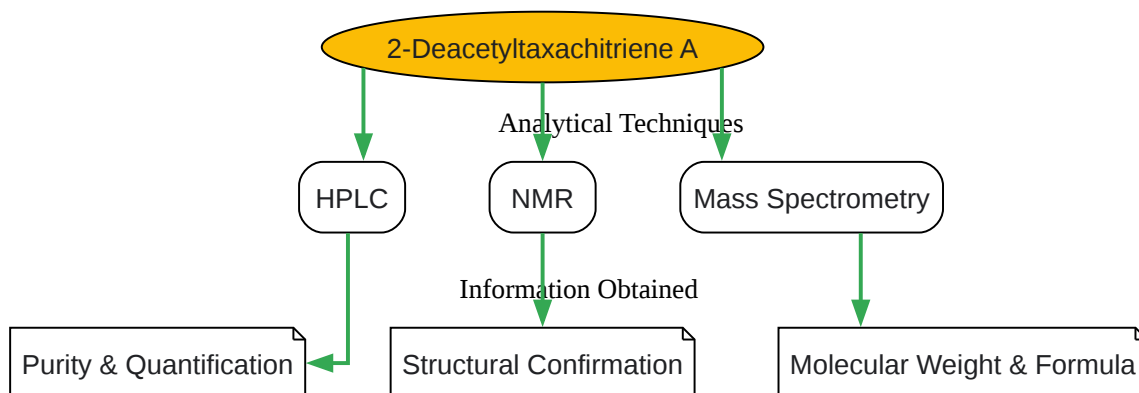 2-Deacetyltaxachitriene A
Analytical Techniques
HPLC
NMR
Mass Spectrometry
Information Obtained
Purity & Quantification
Structural Confirmation
Molecular Weight & Formula